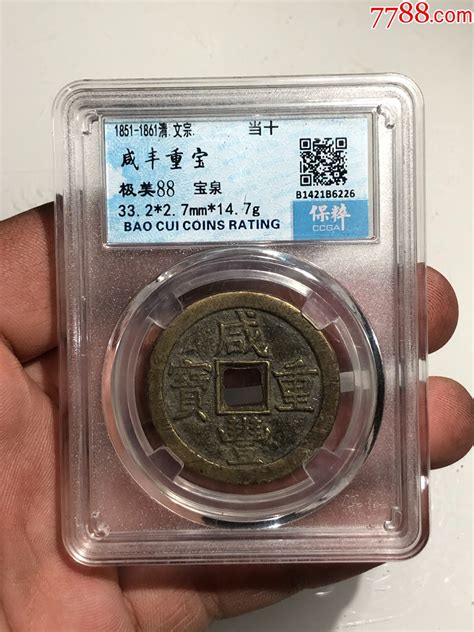 7788.com
1851-1861清.文宗.
当十
咸丰重宝
极美88 宝泉
33.2*2.7mm*14.7g
BAO CUI COINS RATING
B1421B6226
保粹
CCGA
咸
寳 重
豐